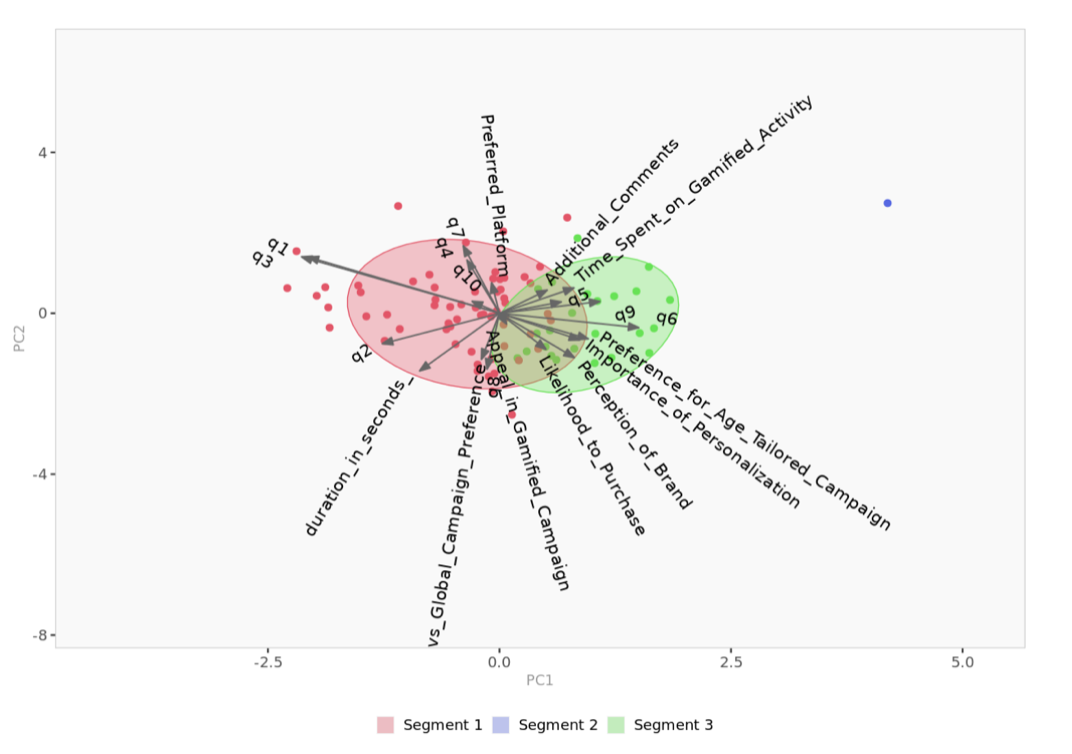 Time_Spent_on_Gamified_Activity
Additional_Comments
Preferred_Platform
4
q7
q4
q1
q3
q10
q5
0
q9
q6
PC2
q2
Preference_for_Age_Tailored_Campaign
Importance_of_Personalization
Perception_of_Brand
Likelihood_to_Purchase
Appeal_in_Gamified_Campaign
q8
vs_Global_Campaign_Preference
duration_in_seconds_
-4
-8
-2.5
0.0
2.5
5.0
PC1
Segment 1
Segment 2
Segment 3